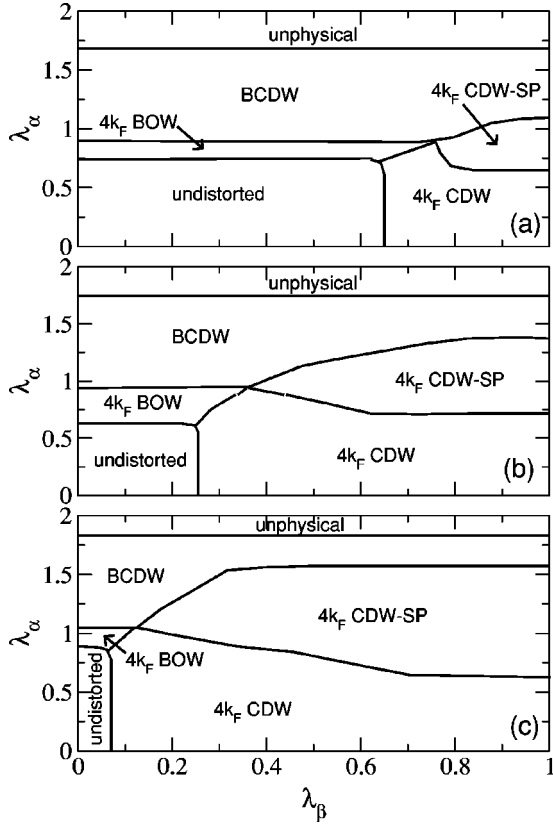 2
unphysical
1.5
BCDW
4k_F CDW-SP
λ_α
1
4k_F BOW
0.5
undistorted
4k_F CDW
0
(a)
2
unphysical
1.5
BCDW
λ_α
1
4k_F CDW-SP
4k_F BOW
0.5
undistorted
4k_F CDW
(b)
0
2
unphysical
1.5
BCDW
4k_F CDW-SP
λ_α
1
4k_F BOW
0.5
undistorted
4k_F CDW
(c)
0
0 0.2 0.4 0.6 0.8 1
λ_β